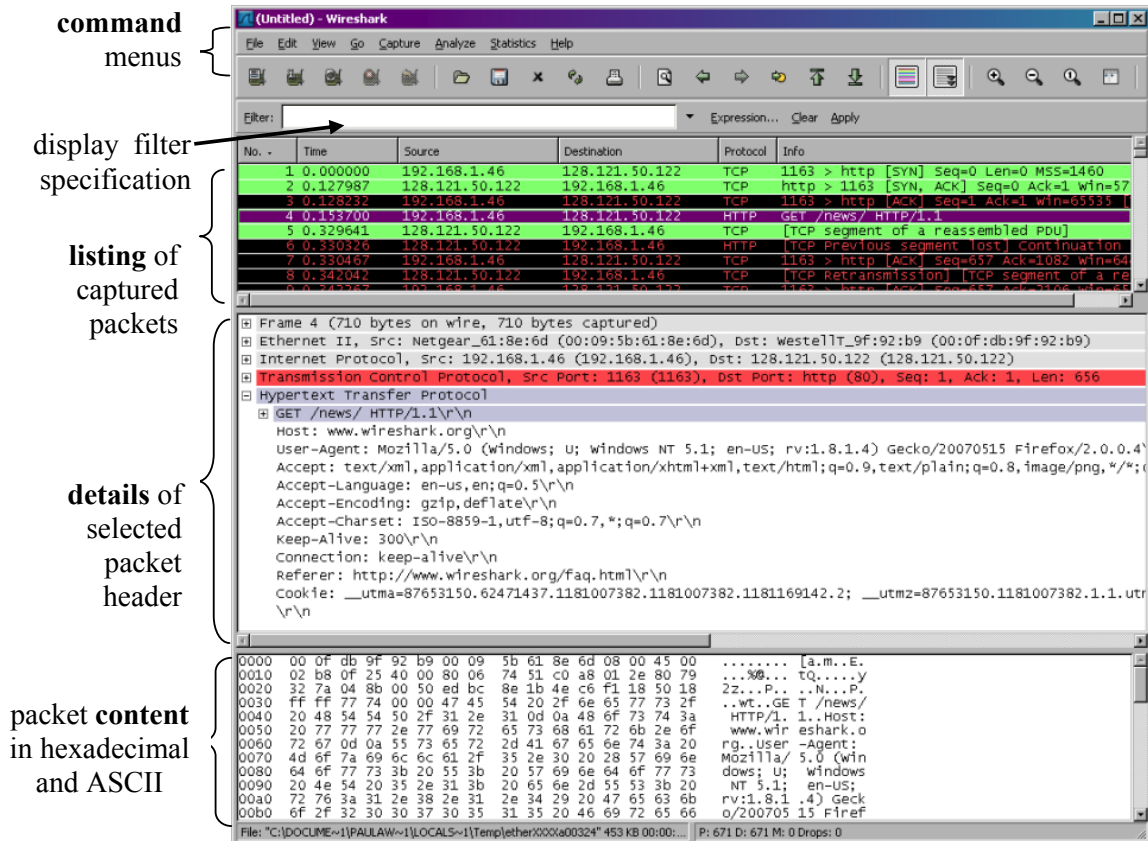 command
menus
display filter
specification
listing of
captured
packets
details of
selected
packet
header
packet content
in hexadecimal
and ASCII
(Untitled) - Wireshark
File Edit View Go Capture Analyze Statistics Help
Filter: Expression... Clear Apply
No. - Time Source Destination Protocol Info
1 0.000000 192.168.1.46 128.121.50.122 TCP 1163 > http [SYN] Seq=0 Len=0 MSS=1460
2 0.127987 128.121.50.122 192.168.1.46 TCP http > 1163 [SYN, ACK] Seq=0 Ack=1 Win=57
3 0.128232 192.168.1.46 128.121.50.122 TCP 1163 > http [ACK] Seq=1 Ack=1 Win=65535 [
4 0.153700 192.168.1.46 128.121.50.122 HTTP GET /news/ HTTP/1.1
5 0.329641 128.121.50.122 192.168.1.46 TCP [TCP segment of a reassembled PDU]
6 0.330326 128.121.50.122 192.168.1.46 HTTP [TCP Previous segment lost] Continuation
7 0.330467 192.168.1.46 128.121.50.122 TCP 1163 > http [ACK] Seq=657 Ack=1082 Win=64
8 0.342042 128.121.50.122 192.168.1.46 TCP [TCP Retransmission] [TCP segment of a re
9 0.342267 192.168.1.46 128.121.50.122 TCP 1163 > http [ACK] Seq=657 Ack=2106 Win=65
Frame 4 (710 bytes on wire, 710 bytes captured)
Ethernet II, Src: Netgear_61:8e:6d (00:09:5b:61:8e:6d), Dst: WestellT_9f:92:b9 (00:0f:db:9f:92:b9)
Internet Protocol, Src: 192.168.1.46 (192.168.1.46), Dst: 128.121.50.122 (128.121.50.122)
Transmission Control Protocol, Src Port: 1163 (1163), Dst Port: http (80), Seq: 1, Ack: 1, Len: 656
Hypertext Transfer Protocol
GET /news/ HTTP/1.1\r\n
Host: www.wireshark.org\r\n
User-Agent: Mozilla/5.0 (Windows; U; Windows NT 5.1; en-US; rv:1.8.1.4) Gecko/20070515 Firefox/2.0.0.4\
Accept: text/xml,application/xml,application/xhtml+xml,text/html;q=0.9,text/plain;q=0.8,image/png,*/*;q
Accept-Language: en-us,en;q=0.5\r\n
Accept-Encoding: gzip,deflate\r\n
Accept-Charset: ISO-8859-1,utf-8;q=0.7,*;q=0.7\r\n
Keep-Alive: 300\r\n
Connection: keep-alive\r\n
Referer: http://www.wireshark.org/faq.html\r\n
Cookie: __utma=87653150.62471437.1181007382.1181007382.1181169142.2; __utmz=87653150.1181007382.1.1.utm
\r\n
0000 00 0f db 9f 92 b9 00 09 5b 61 8e 6d 08 00 45 00 ........ [a.m..E.
0010 02 b8 0f 25 40 00 80 06 74 51 c0 a8 01 2e 80 79 ...%@... tQ.....y
0020 32 7a 04 8b 00 50 ed bc 8e 1b 4e c6 f1 18 50 18 2z...P.. ..N...P.
0030 ff ff 77 74 00 00 47 45 54 20 2f 6e 65 77 73 2f ..wt..GE T /news/
0040 20 48 54 54 50 2f 31 2e 31 0d 0a 48 6f 73 74 3a HTTP/1. 1..Host:
0050 20 77 77 77 2e 77 69 72 65 73 68 61 72 6b 2e 6f www.wir eshark.o
0060 72 67 0d 0a 55 73 65 72 2d 41 67 65 6e 74 3a 20 rg..User -Agent:
0070 4d 6f 7a 69 6c 6c 61 2f 35 2e 30 20 28 57 69 6e Mozilla/ 5.0 (Win
0080 64 6f 77 73 3b 20 55 3b 20 57 69 6e 64 6f 77 73 dows; U; Windows
0090 20 4e 54 20 35 2e 31 3b 20 65 6e 2d 55 53 3b 20 NT 5.1; en-US;
00a0 72 76 3a 31 2e 38 2e 31 2e 34 29 20 47 65 63 6b rv:1.8.1 .4) Geck
00b0 6f 2f 32 30 30 37 30 35 31 35 20 46 69 72 65 66 o/200705 15 Firef
File: "C:\DOCUME~1\PAULAW~1\LOCALS~1\Temp\etherXXXXa00324" 453 KB 00:00:... P: 671 D: 671 M: 0 Drops: 0